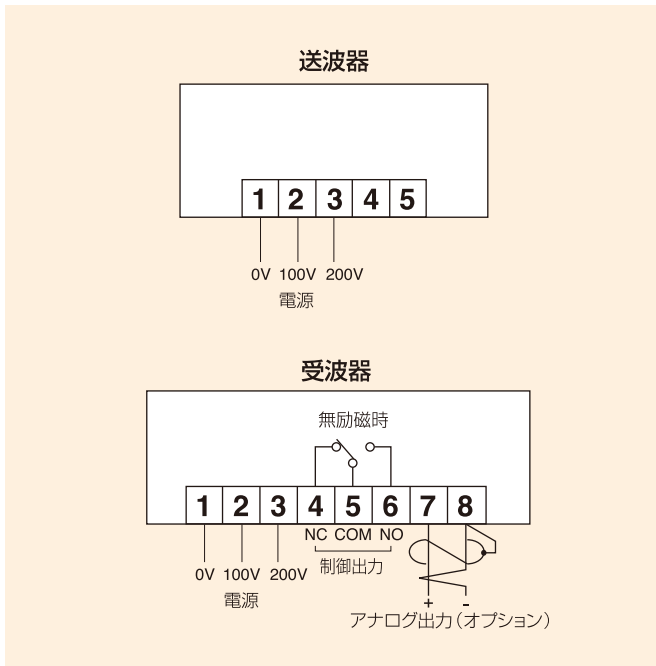 送波器
1 2 3 4 5
0V 100V 200V
電源
受波器
無励磁時
1 2 3 4 5 6 7 8
NC COM NO
制御出力
0V 100V 200V
電源
+ -
アナログ出力(オプション)